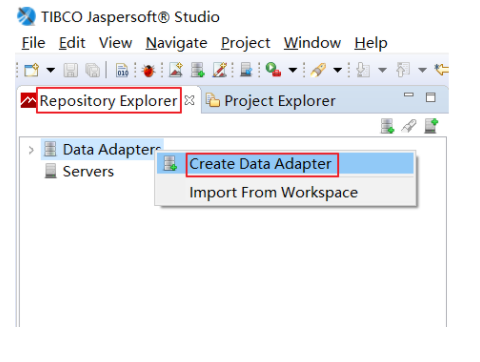 TIBCO Jaspersoft® Studio
File Edit View Navigate Project Window Help
Repository Explorer Project Explorer
Data Adapters
Create Data Adapter
Servers
Import From Workspace